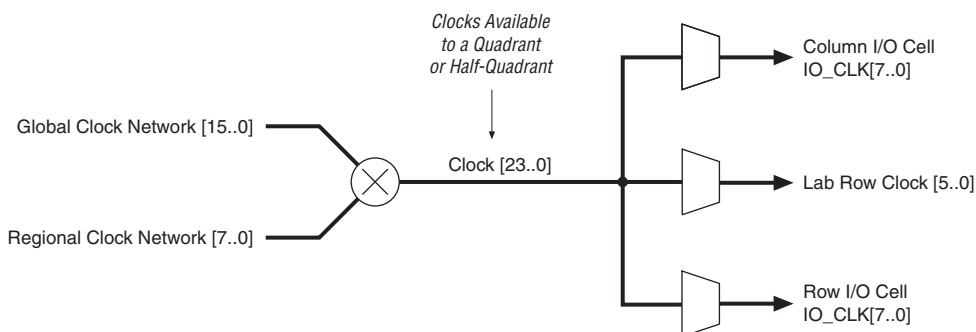 Clocks Available
to a Quadrant
or Half-Quadrant
Column I/O Cell
IO_CLK[7..0]
Global Clock Network [15..0]
Clock [23..0]
Lab Row Clock [5..0]
Regional Clock Network [7..0]
Row I/O Cell
IO_CLK[7..0]